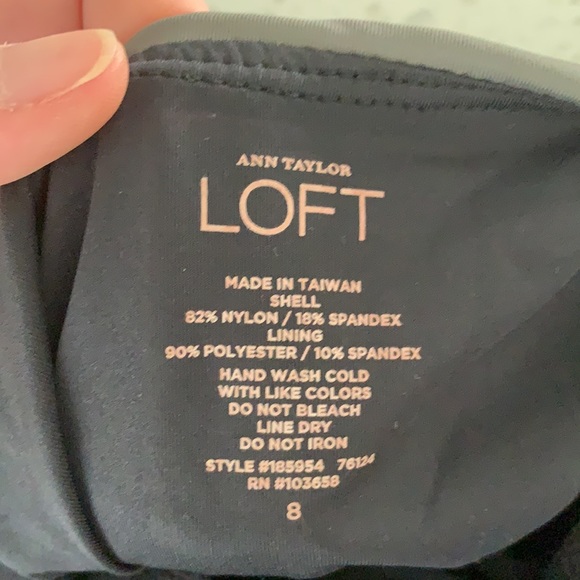 ANN TAYLOR
LOFT
MADE IN TAIWAN
SHELL
82% NYLON / 18% SPANDEX
LINING
90% POLYESTER / 10% SPANDEX
HAND WASH COLD
WITH LIKE COLORS
DO NOT BLEACH
LINE DRY
DO NOT IRON
STYLE #185954 76124
RN #103658
8